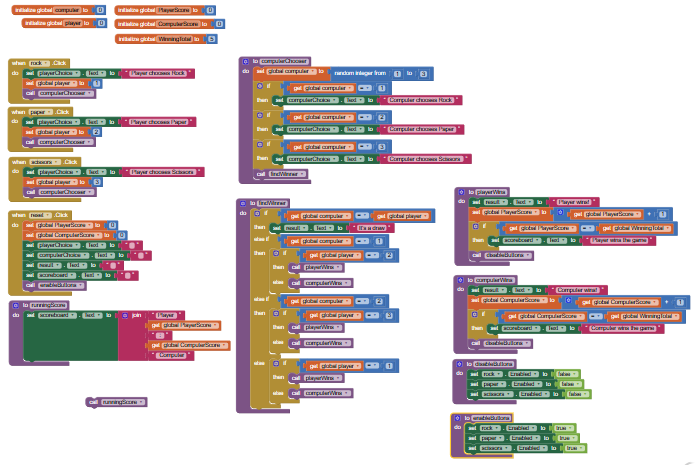 initialize global computer to 0
initialize global player to 0
initialize global PlayerScore to 0
initialize global ComputerScore to 0
initialize global WinningTotal to 5
when rock .Click
do set playerChoice . Text to " Player chooses Rock "
set global player to 1
call computerChooser
when paper .Click
do set playerChoice . Text to " Player chooses Paper "
set global player to 2
call computerChooser
when scissors .Click
do set playerChoice . Text to " Player chooses Scissors "
set global player to 3
call computerChooser
when reset .Click
do set global PlayerScore to 0
set global ComputerScore to 0
set playerChoice . Text to " "
set computerChoice . Text to " "
set result . Text to " "
set scoreboard . Text to " "
call enableButtons
to runningScore
do set scoreboard . Text to join " Player "
get global PlayerScore
get global ComputerScore
" Computer "
call runningScore
to computerChooser
do set global computer to random integer from 1 to 3
if get global computer = 1
then set computerChoice . Text to " Computer chooses Rock "
if get global computer = 2
then set computerChoice . Text to " Computer chooses Paper "
if get global computer = 3
then set computerChoice . Text to " Computer chooses Scissors "
call findWinner
to findWinner
do if get global computer = get global player
then set result . Text to " It's a draw "
else if get global computer = 1
then if get global player = 2
then call playerWins
else call computerWins
else if get global computer = 2
then if get global player = 3
then call playerWins
else call computerWins
else if get global player = 1
then call playerWins
else call computerWins
to playerWins
do set result . Text to " Player wins! "
set global PlayerScore to get global PlayerScore + 1
if get global PlayerScore = get global WinningTotal
then set scoreboard . Text to " Player wins the game "
call disableButtons
to computerWins
do set result . Text to " Computer wins! "
set global ComputerScore to get global ComputerScore + 1
if get global ComputerScore = get global WinningTotal
then set scoreboard . Text to " Computer wins the game "
call disableButtons
to disableButtons
do set rock . Enabled to false
set paper . Enabled to false
set scissors . Enabled to false
to enableButtons
do set rock . Enabled to true
set paper . Enabled to true
set scissors . Enabled to true